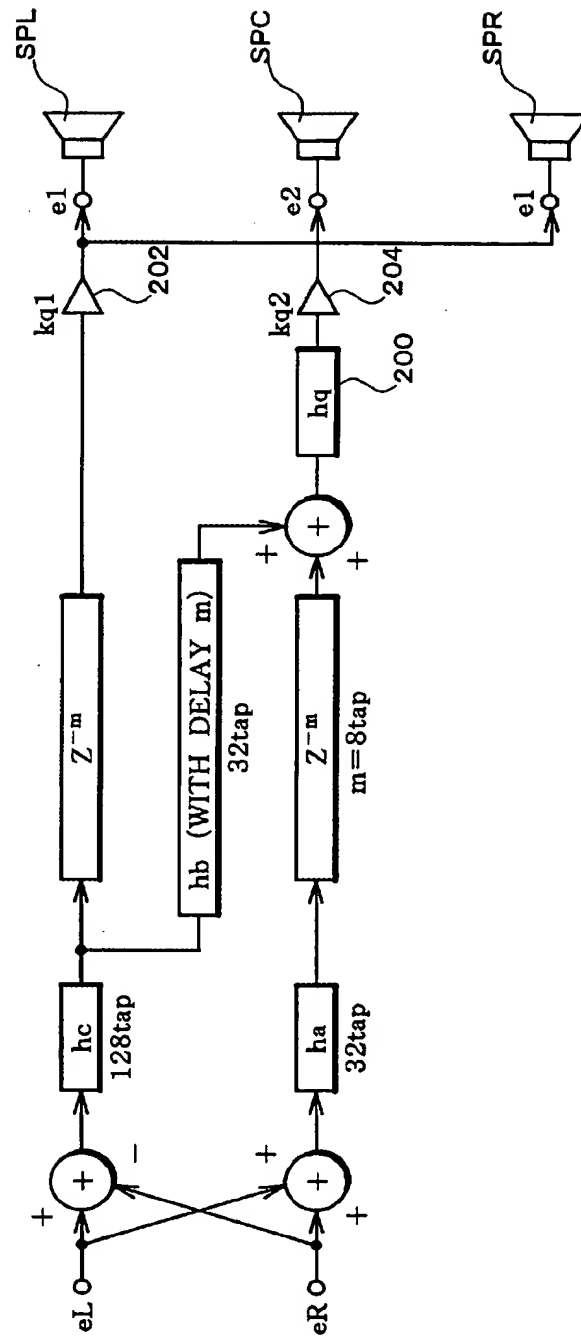 eL
eR
+
+
-
+
+
+
hc
128tap
ha
32tap
Z⁻ᵐ
hb (WITH DELAY m)
32tap
Z⁻ᵐ
m=8tap
+
+
+
hq
200
kq1
202
kq2
204
e1
SPL
e2
SPC
e1
SPR